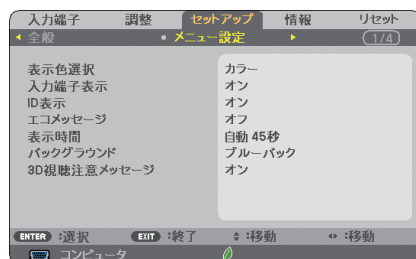 入力端子 調整 セットアップ 情報 リセット
全般 メニュー設定 (1/4)
表示色選択 カラー
入力端子表示 オン
ID表示 オン
エコメッセージ オフ
表示時間 自動 45秒
バックグラウンド ブルーバック
3D視聴注意メッセージ オン
ENTER :選択 EXIT :終了 :移動 :移動
コンピュータ